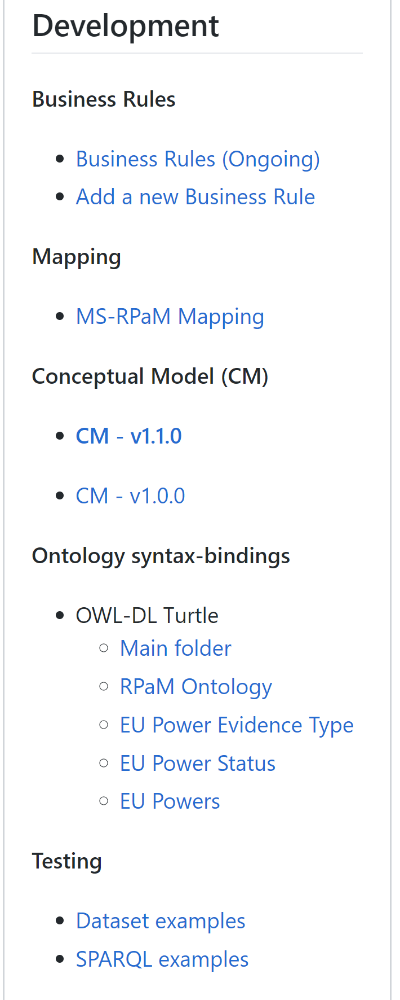 Development
Business Rules
Business Rules (Ongoing)
Add a new Business Rule
Mapping
MS-RPaM Mapping
Conceptual Model (CM)
CM - v1.1.0
CM - v1.0.0
Ontology syntax-bindings
OWL-DL Turtle
Main folder
RPaM Ontology
EU Power Evidence Type
EU Power Status
EU Powers
Testing
Dataset examples
SPARQL examples